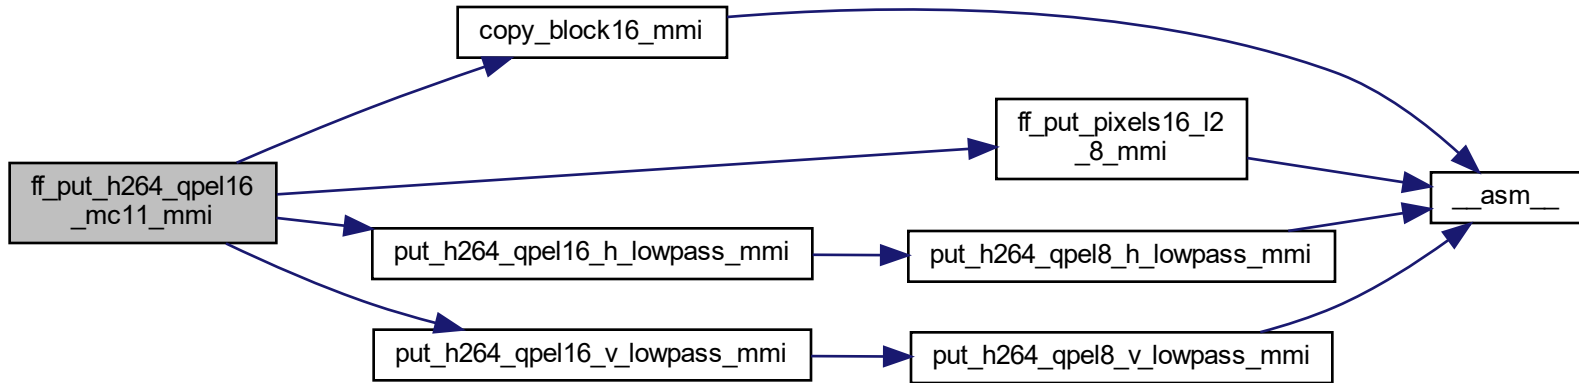 copy_block16_mmi
ff_put_pixels16_l2
_8_mmi
ff_put_h264_qpel16
_mc11_mmi
__asm__
put_h264_qpel16_h_lowpass_mmi
put_h264_qpel8_h_lowpass_mmi
put_h264_qpel16_v_lowpass_mmi
put_h264_qpel8_v_lowpass_mmi